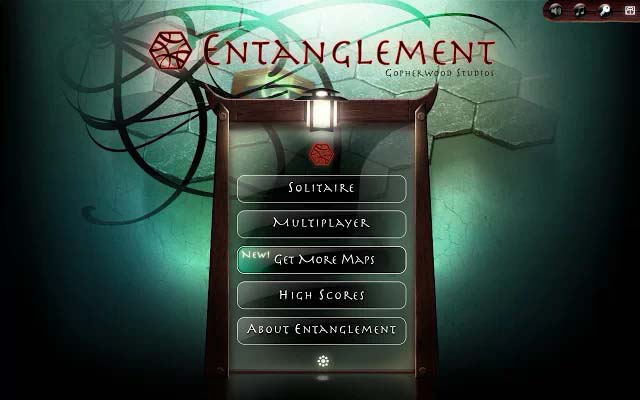 Entanglement
Gopherwood Studios
Solitaire
Multiplayer
New! Get More Maps
High Scores
About Entanglement